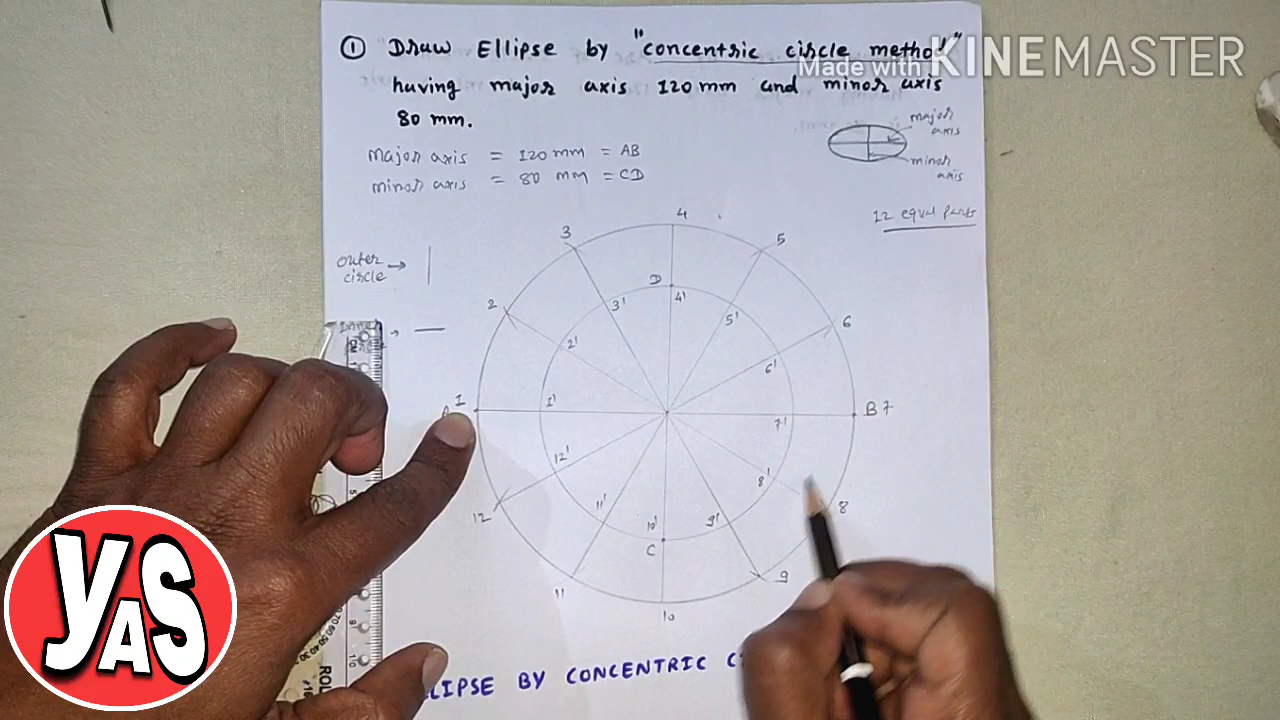 ① Draw Ellipse by "concentric circle method"
having major axis 120 mm and minor axis
80 mm.
Made with KINEMASTER
major axis = 120 mm = AB
minor axis = 80 mm = CD
major
axis
minor
axis
12 equal parts
outer
circle →
Inner
→
4
3
5
2
6
D
3' 4' 5'
2' 6'
A 1
1'
B 7
7'
12' 8'
11' 10' 9'
C
12
8
11
9
10
YAS
ELLIPSE BY CONCENTRIC C